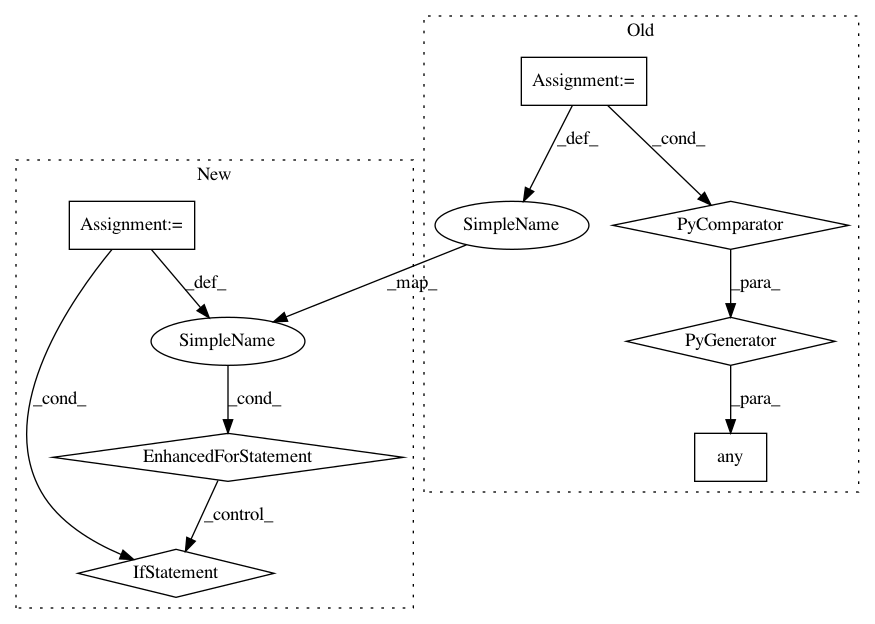 Old
Assignment:=
_def_
_cond_
New
Assignment:=
SimpleName
PyComparator
_def_
_map_
_para_
SimpleName
PyGenerator
_cond_
_cond_
_para_
EnhancedForStatement
any
_control_
IfStatement